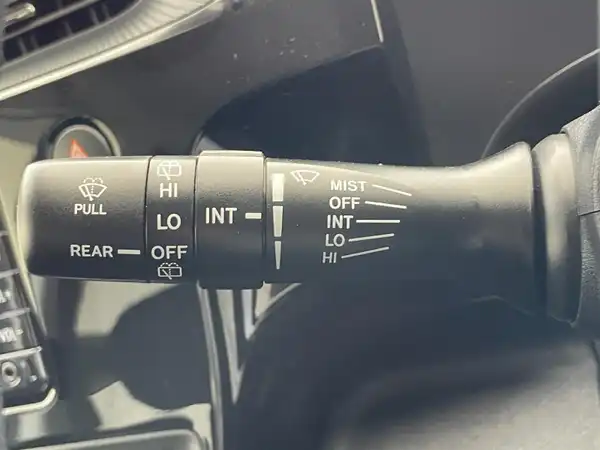 PULL
REAR
HI
LO
OFF
INT
MIST
OFF
INT
LO
HI